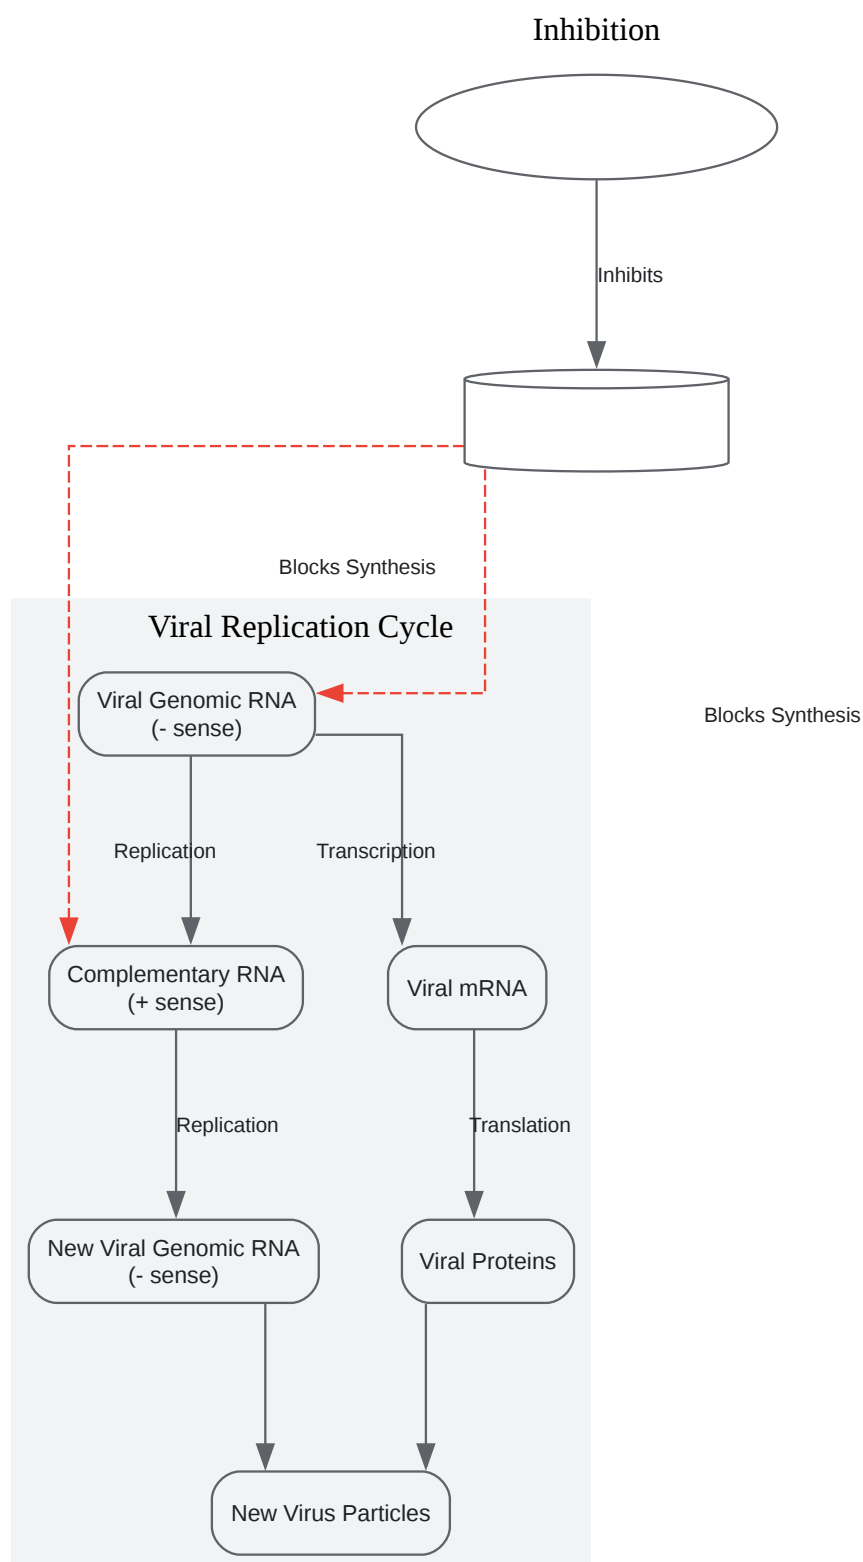 Inhibition
Inhibits
Blocks Synthesis
Viral Replication Cycle
Viral Genomic RNA
(- sense)
Blocks Synthesis
Replication
Transcription
Complementary RNA
(+ sense)
Viral mRNA
Replication
Translation
New Viral Genomic RNA
(- sense)
Viral Proteins
New Virus Particles